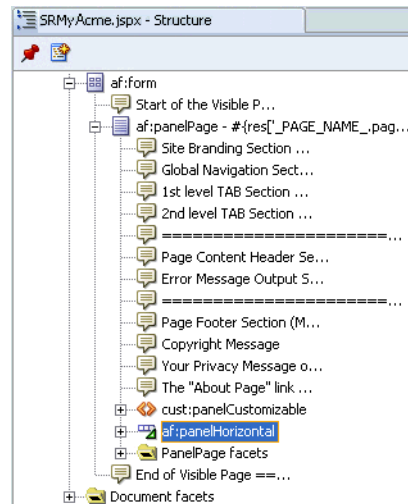 SRMyAcme.jspx - Structure
af:form
Start of the Visible P...
af:panelPage - #{res['_PAGE_NAME_.pag...
Site Branding Section ...
Global Navigation Sect...
1st level TAB Section ...
2nd level TAB Section ...
=======================...
Page Content Header Se...
Error Message Output S...
=======================...
Page Footer Section (M...
Copyright Message
Your Privacy Message o...
The "About Page" link ...
cust:panelCustomizable
af:panelHorizontal
PanelPage facets
End of Visible Page ==...
Document facets